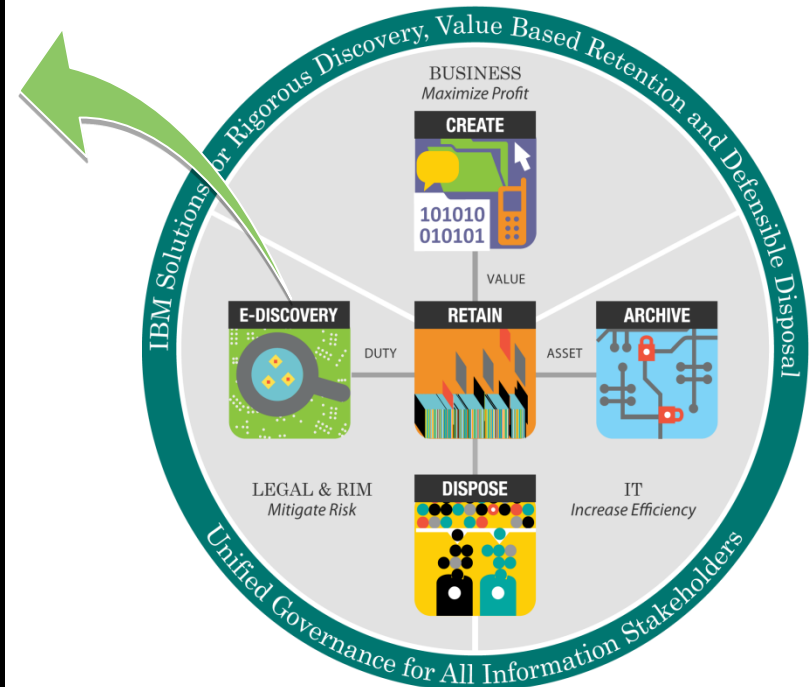 IBM Solutions for Rigorous Discovery, Value Based Retention and Defensible Disposal
BUSINESS
Maximize Profit
CREATE
101010
010101
VALUE
E-DISCOVERY
DUTY
RETAIN
ASSET
ARCHIVE
LEGAL & RIM
Mitigate Risk
DISPOSE
IT
Increase Efficiency
Unified Governance for All Information Stakeholders